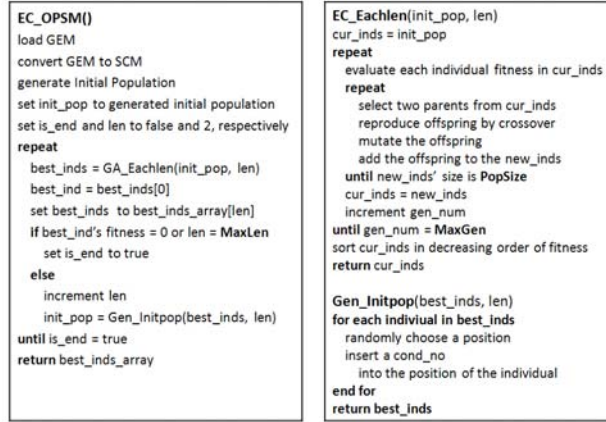 EC_OPSM()
load GEM
convert GEM to SCM
generate Initial Population
set init_pop to generated initial population
set is_end and len to false and 2, respectively
repeat
best_inds = GA_Eachlen(init_pop, len)
best_ind = best_inds[0]
set best_inds to best_inds_array[len]
if best_ind's fitness = 0 or len = MaxLen
set is_end to true
else
increment len
init_pop = Gen_Initpop(best_inds, len)
until is_end = true
return best_inds_array
EC_Eachlen(init_pop, len)
cur_inds = init_pop
repeat
evaluate each individual fitness in cur_inds
repeat
select two parents from cur_inds
reproduce offspring by crossover
mutate the offspring
add the offspring to the new_inds
until new_inds' size is PopSize
cur_inds = new_inds
increment gen_num
until gen_num = MaxGen
sort cur_inds in decreasing order of fitness
return cur_inds
Gen_Initpop(best_inds, len)
for each indiviual in best_inds
randomly choose a position
insert a cond_no
into the position of the individual
end for
return best_inds